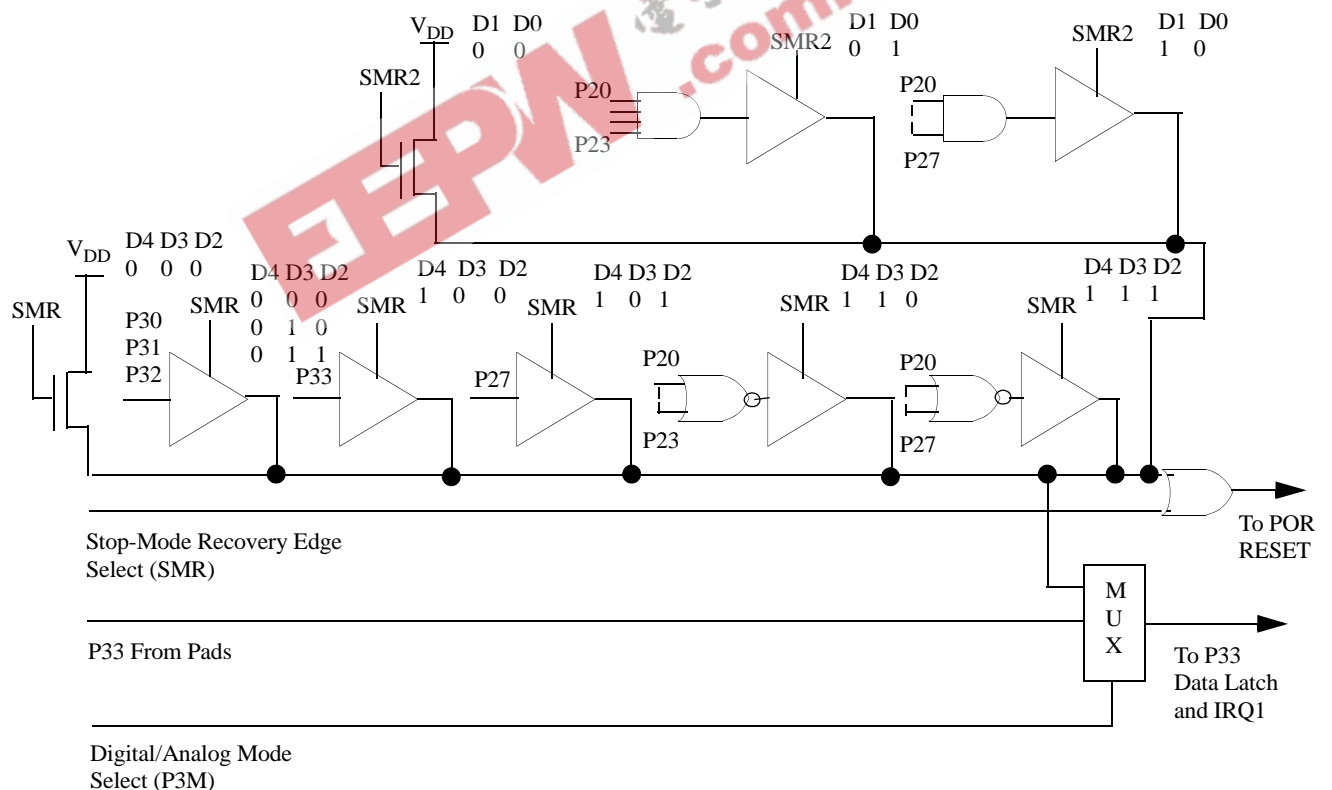 VDD
D1 D0
0 0
SMR2
D1 D0
0 1
SMR2
D1 D0
1 0
SMR2
P20
P23
P20
P27
EEPW
.com
VDD
D4 D3 D2
0 0 0
SMR
P30
P31
P32
SMR
D4 D3 D2
0 0 0
0 1 0
0 1 1
P33
SMR
D4 D3 D2
1 0 0
P27
SMR
D4 D3 D2
1 0 1
P20
P23
SMR
D4 D3 D2
1 1 0
P20
P27
SMR
D4 D3 D2
1 1 1
To POR
RESET
Stop-Mode Recovery Edge
Select (SMR)
M
U
X
P33 From Pads
To P33
Data Latch
and IRQ1
Digital/Analog Mode
Select (P3M)